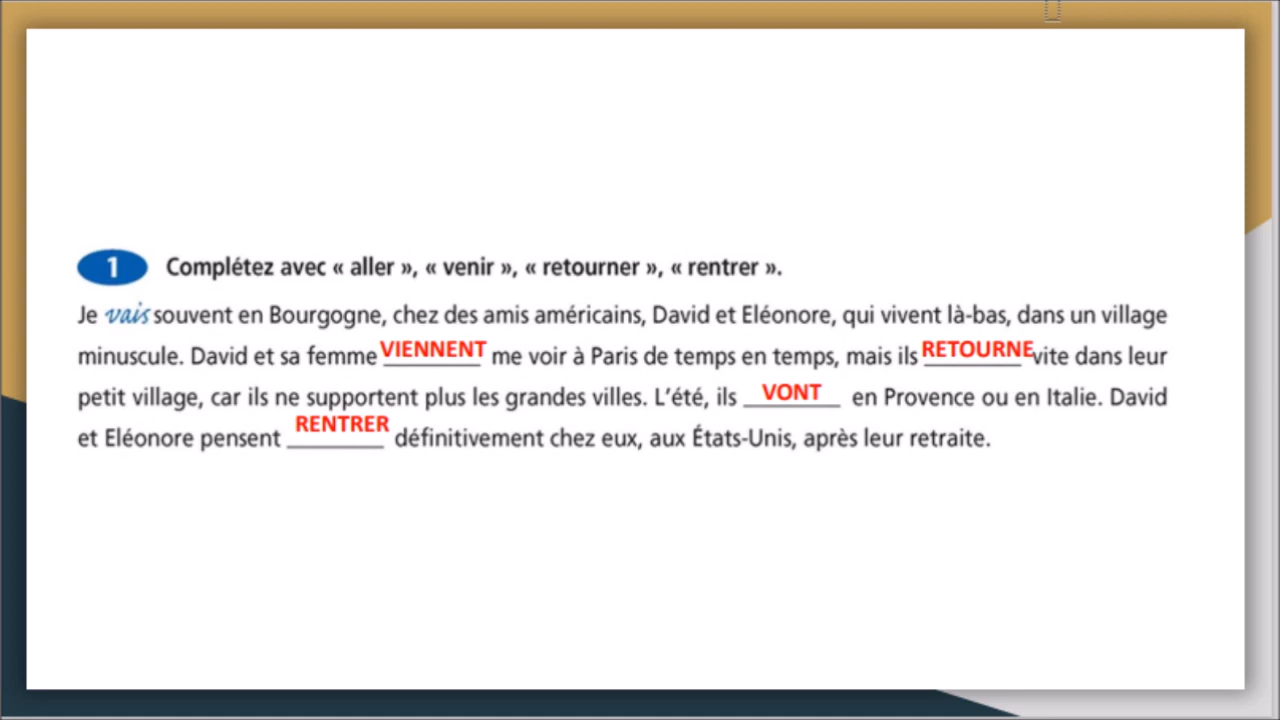 1 Complétez avec « aller », « venir », « retourner », « rentrer ».
Je vais souvent en Bourgogne, chez des amis américains, David et Eléonore, qui vivent là-bas, dans un village
minuscule. David et sa femme VIENNENT me voir à Paris de temps en temps, mais ils RETOURNE vite dans leur
petit village, car ils ne supportent plus les grandes villes. L'été, ils VONT en Provence ou en Italie. David
et Eléonore pensent RENTRER définitivement chez eux, aux États-Unis, après leur retraite.